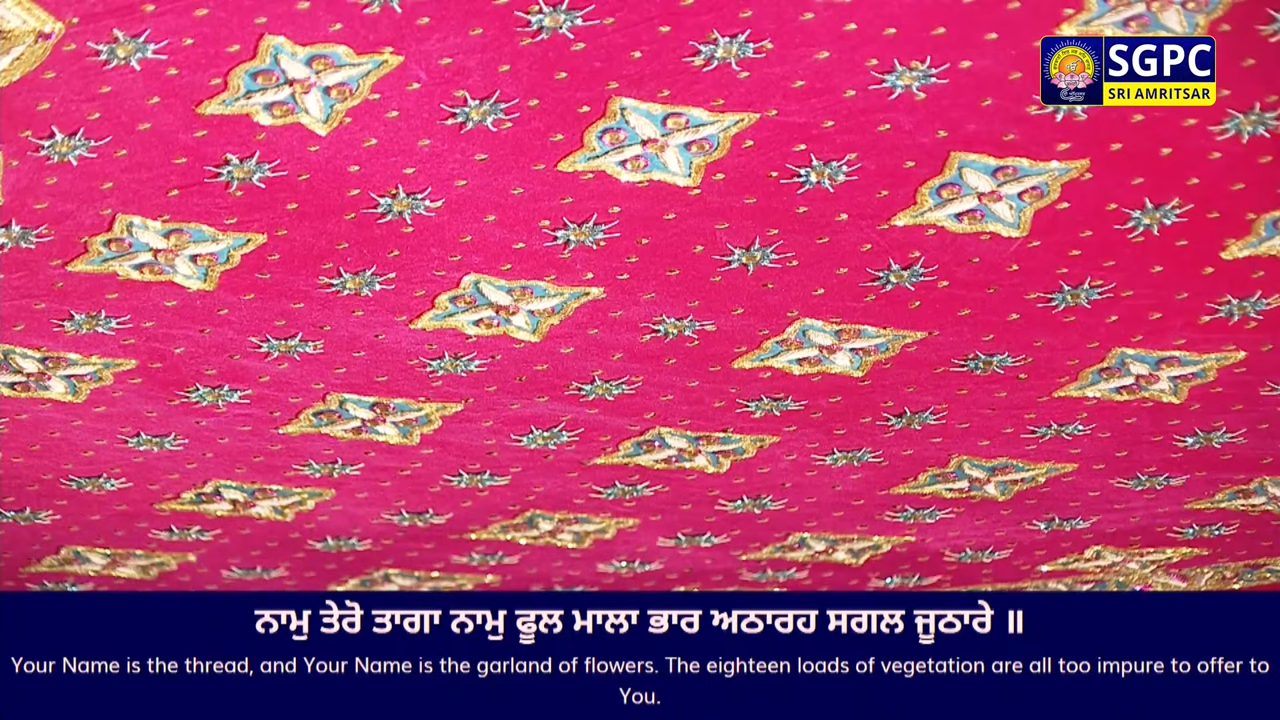 SGPC
SRI AMRITSAR
ਨਾਮੁ ਤੇਰੋ ਤਾਗਾ ਨਾਮੁ ਫੂਲ ਮਾਲਾ ਭਾਰ ਅਠਾਰਹ ਸਗਲ ਜੂਠਾਰੇ ॥
Your Name is the thread, and Your Name is the garland of flowers. The eighteen loads of vegetation are all too impure to offer to
You.